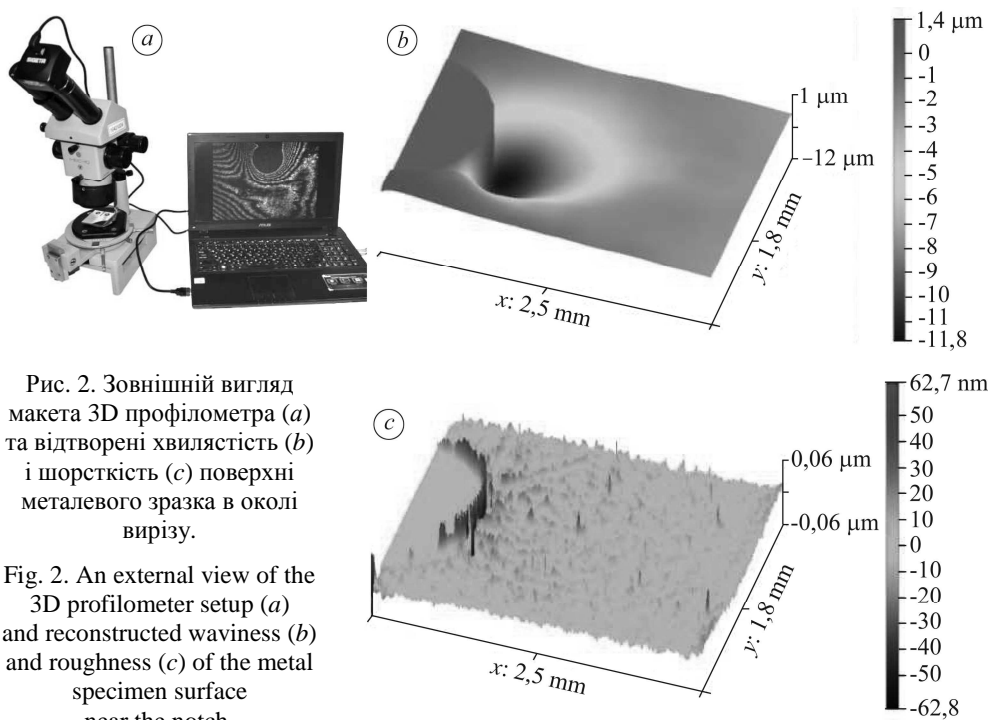 a
b
1,4 μm
0
-1
-2
-3
-4
-5
-6
-7
-8
-9
-10
-11
-11,8
1 μm
–12 μm
x: 2,5 mm
y: 1,8 mm
Рис. 2. Зовнішній вигляд
макета 3D профілометра (a)
та відтворені хвилястість (b)
і шорсткість (c) поверхні
металевого зразка в околі
вирізу.
Fig. 2. An external view of the
3D profilometer setup (a)
and reconstructed waviness (b)
and roughness (c) of the metal
specimen surface
near the notch
c
62,7 nm
50
40
30
20
10
0
-10
-20
-30
-40
-50
-62,8
0,06 μm
-0,06 μm
x: 2,5 mm
y: 1,8 mm